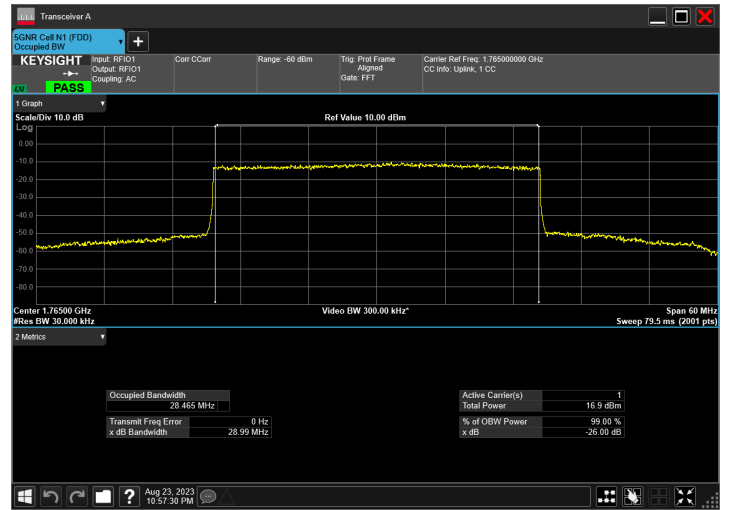 Transceiver A
5GNR Cell N1 (FDD)
Occupied BW
KEYSIGHT
LXI PASS
Input: RFIO1
Output: RFIO1
Coupling: AC
Corr CCorr
Range: -60 dBm
Trig: Prot Frame
Aligned
Gate: FFT
Carrier Ref Freq: 1.765000000 GHz
CC Info: Uplink, 1 CC
1 Graph
Scale/Div 10.0 dB
Ref Value 10.00 dBm
Log
0.00
-10.0
-20.0
-30.0
-40.0
-50.0
-60.0
-70.0
-80.0
Center 1.76500 GHz
Video BW 300.00 kHz*
Span 60 MHz
#Res BW 30.000 kHz
Sweep 79.5 ms (2001 pts)
2 Metrics
Occupied Bandwidth
28.465 MHz
Transmit Freq Error 0 Hz
x dB Bandwidth 28.99 MHz
Active Carrier(s) 1
Total Power 16.9 dBm
% of OBW Power 99.00 %
x dB -26.00 dB
Aug 23, 2023
10:57:30 PM